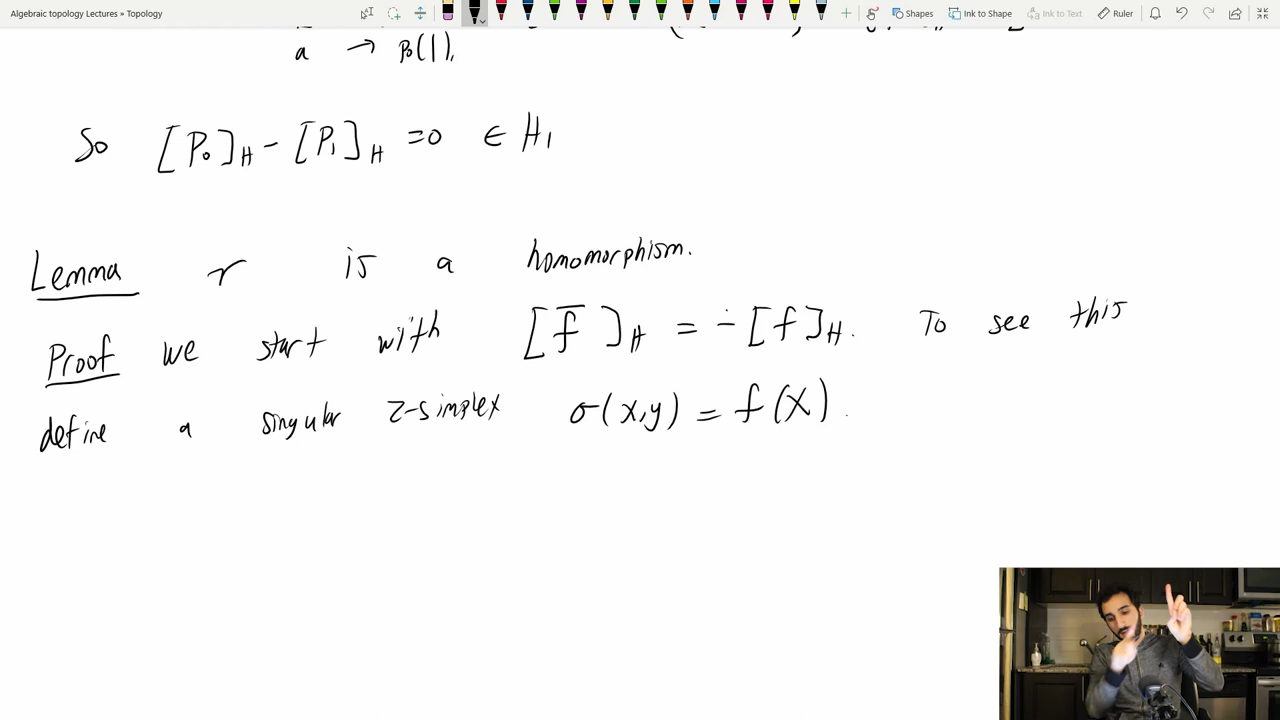 Algebraic topology Lectures » Topology
Shapes Ink to Shape Ink to Text Ruler
a → p₀(1),
So [P₀]_H - [P₁]_H = 0 ∈ H₁
Lemma r is a homomorphism.
Proof we start with [f̅]_H = -[f]_H. To see this
define a singular 2-simplex σ(x,y) = f(x).